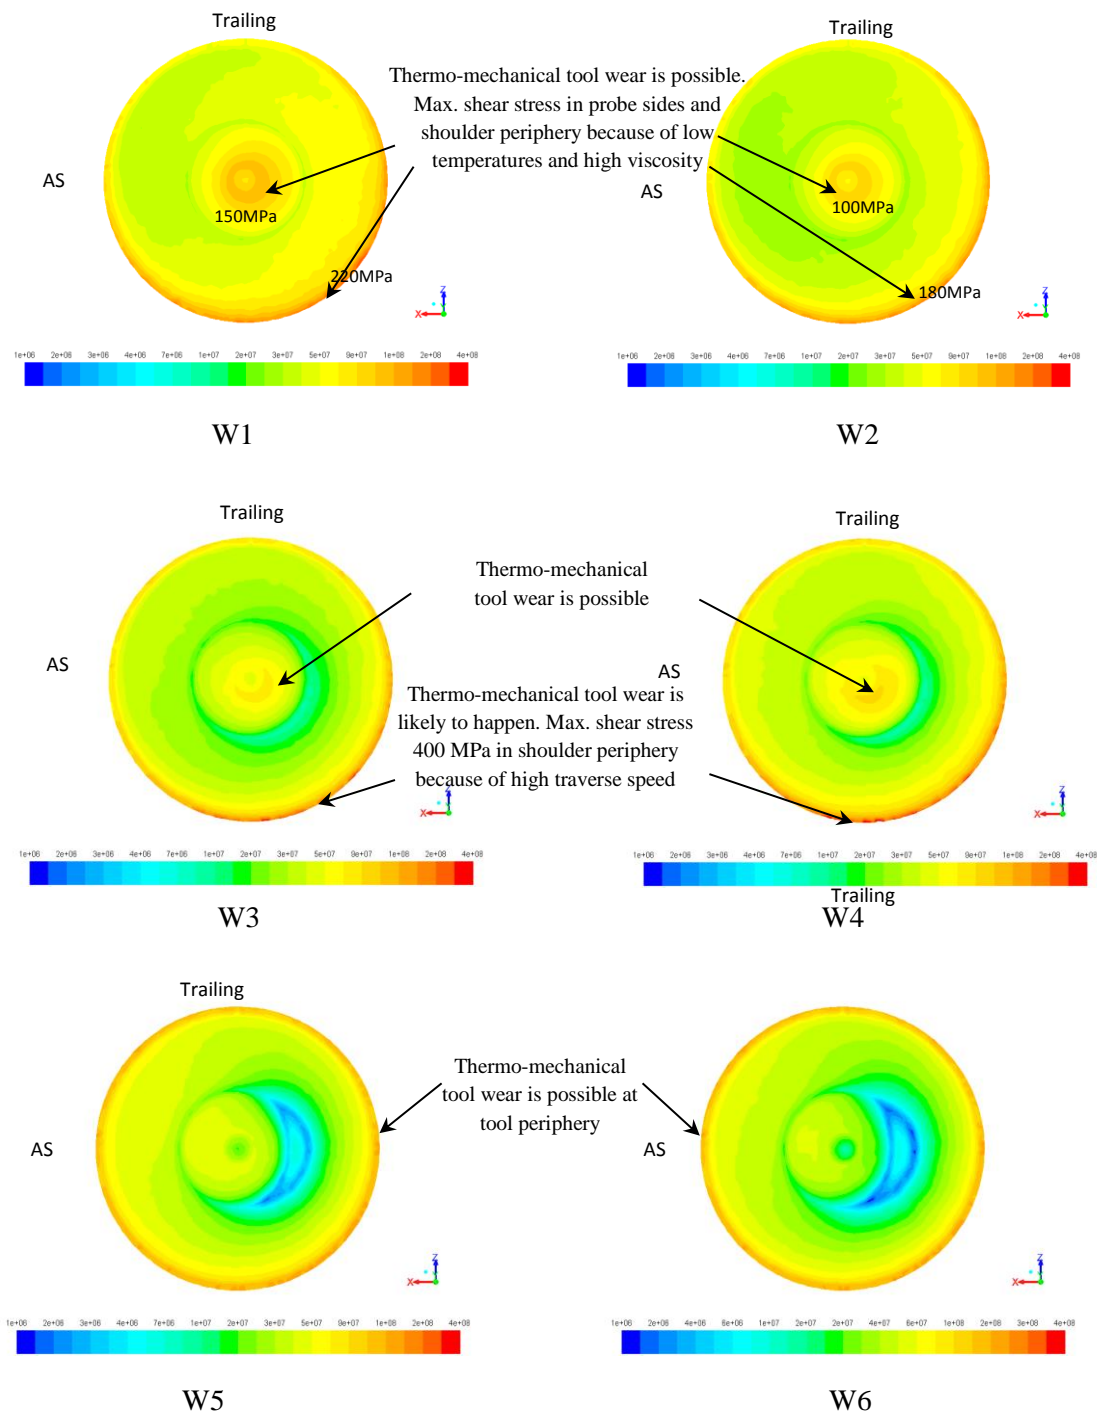 Trailing
Trailing
Thermo-mechanical tool wear is possible.
Max. shear stress in probe sides and
shoulder periphery because of low
temperatures and high viscosity
AS
AS
150MPa
100MPa
220MPa
180MPa
Z
X
Z
X
1e+06 2e+06 3e+06 4e+06 7e+06 1e+07 2e+07 3e+07 5e+07 9e+07 1e+08 2e+08 4e+08
1e+06 2e+06 3e+06 4e+06 7e+06 1e+07 2e+07 3e+07 5e+07 9e+07 1e+08 2e+08 4e+08
W1
W2
Trailing
Trailing
Thermo-mechanical
tool wear is possible
AS
AS
Thermo-mechanical tool wear is
likely to happen. Max. shear stress
400 MPa in shoulder periphery
because of high traverse speed
Z
X
Z
X
1e+06 2e+06 3e+06 4e+06 7e+06 1e+07 2e+07 3e+07 5e+07 9e+07 1e+08 2e+08 4e+08
1e+06 2e+06 3e+06 4e+06 7e+06 1e+07 2e+07 3e+07 5e+07 9e+07 1e+08 2e+08 4e+08
Trailing
W3
W4
Trailing
Thermo-mechanical
tool wear is possible at
tool periphery
AS
AS
Z
X
Z
X
1e+06 2e+06 3e+06 4e+06 7e+06 1e+07 2e+07 3e+07 5e+07 9e+07 1e+08 2e+08 4e+08
1e+06 2e+06 3e+06 6e+06 1e+07 2e+07 4e+07 6e+07 1e+08 2e+08 3e+08 4e+08
W5
W6